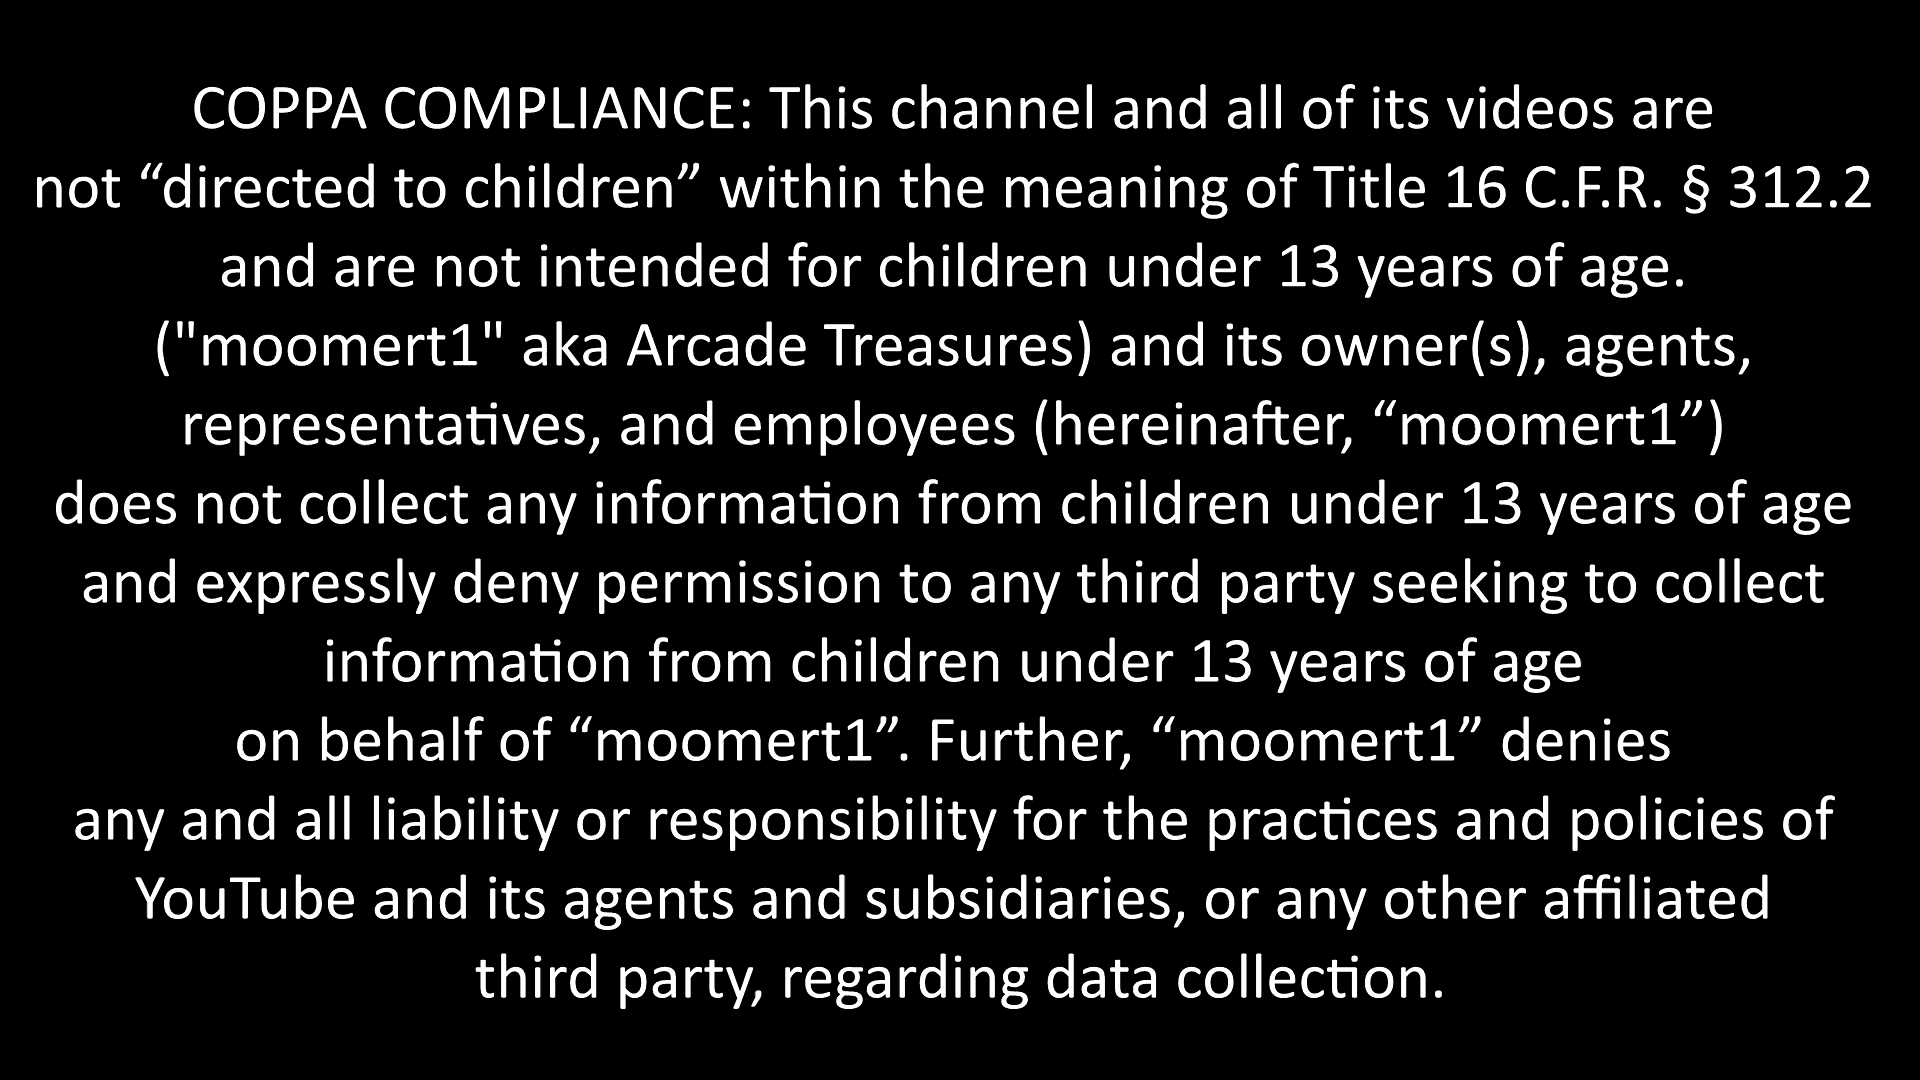 COPPA COMPLIANCE: This channel and all of its videos are
not “directed to children” within the meaning of Title 16 C.F.R. § 312.2
and are not intended for children under 13 years of age.
("moomert1" aka Arcade Treasures) and its owner(s), agents,
representatives, and employees (hereinafter, “moomert1”)
does not collect any information from children under 13 years of age
and expressly deny permission to any third party seeking to collect
information from children under 13 years of age
on behalf of “moomert1”. Further, “moomert1” denies
any and all liability or responsibility for the practices and policies of
YouTube and its agents and subsidiaries, or any other affiliated
third party, regarding data collection.